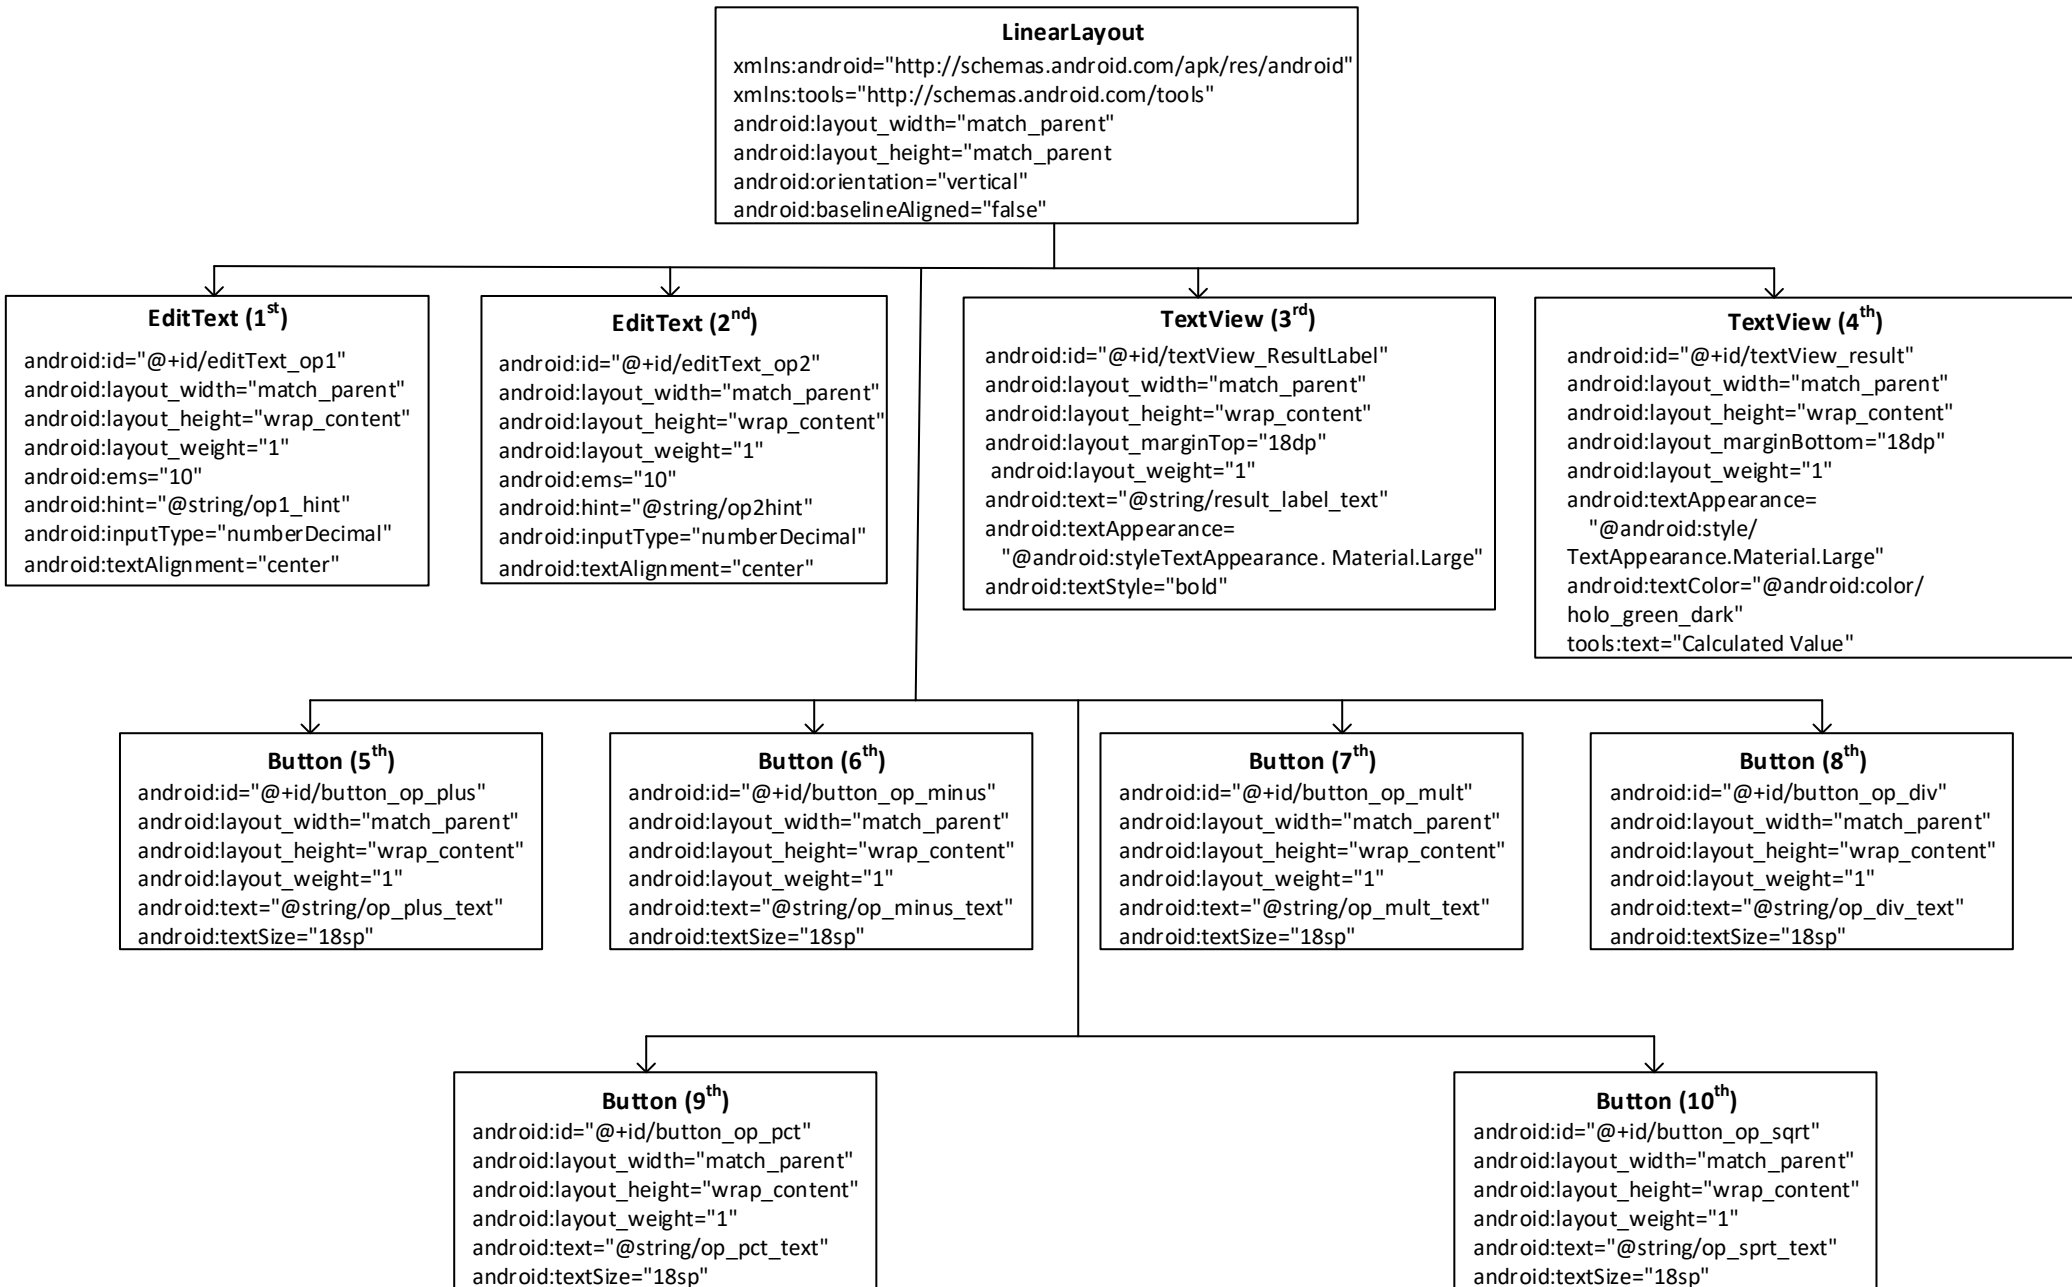 LinearLayout
xmlns:android="http://schemas.android.com/apk/res/android"
xmlns:tools="http://schemas.android.com/tools"
android:layout_width="match_parent"
android:layout_height="match_parent
android:orientation="vertical"
android:baselineAligned="false"
EditText (1st)
android:id="@+id/editText_op1"
android:layout_width="match_parent"
android:layout_height="wrap_content"
android:layout_weight="1"
android:ems="10"
android:hint="@string/op1_hint"
android:inputType="numberDecimal"
android:textAlignment="center"
EditText (2nd)
android:id="@+id/editText_op2"
android:layout_width="match_parent"
android:layout_height="wrap_content"
android:layout_weight="1"
android:ems="10"
android:hint="@string/op2hint"
android:inputType="numberDecimal"
android:textAlignment="center"
TextView (3rd)
android:id="@+id/textView_ResultLabel"
android:layout_width="match_parent"
android:layout_height="wrap_content"
android:layout_marginTop="18dp"
android:layout_weight="1"
android:text="@string/result_label_text"
android:textAppearance=
"@android:styleTextAppearance. Material.Large"
android:textStyle="bold"
TextView (4th)
android:id="@+id/textView_result"
android:layout_width="match_parent"
android:layout_height="wrap_content"
android:layout_marginBottom="18dp"
android:layout_weight="1"
android:textAppearance=
"@android:style/
TextAppearance.Material.Large"
android:textColor="@android:color/
holo_green_dark"
tools:text="Calculated Value"
Button (5th)
android:id="@+id/button_op_plus"
android:layout_width="match_parent"
android:layout_height="wrap_content"
android:layout_weight="1"
android:text="@string/op_plus_text"
android:textSize="18sp"
Button (6th)
android:id="@+id/button_op_minus"
android:layout_width="match_parent"
android:layout_height="wrap_content"
android:layout_weight="1"
android:text="@string/op_minus_text"
android:textSize="18sp"
Button (7th)
android:id="@+id/button_op_mult"
android:layout_width="match_parent"
android:layout_height="wrap_content"
android:layout_weight="1"
android:text="@string/op_mult_text"
android:textSize="18sp"
Button (8th)
android:id="@+id/button_op_div"
android:layout_width="match_parent"
android:layout_height="wrap_content"
android:layout_weight="1"
android:text="@string/op_div_text"
android:textSize="18sp"
Button (9th)
android:id="@+id/button_op_pct"
android:layout_width="match_parent"
android:layout_height="wrap_content"
android:layout_weight="1"
android:text="@string/op_pct_text"
android:textSize="18sp"
Button (10th)
android:id="@+id/button_op_sqrt"
android:layout_width="match_parent"
android:layout_height="wrap_content"
android:layout_weight="1"
android:text="@string/op_sprt_text"
android:textSize="18sp"